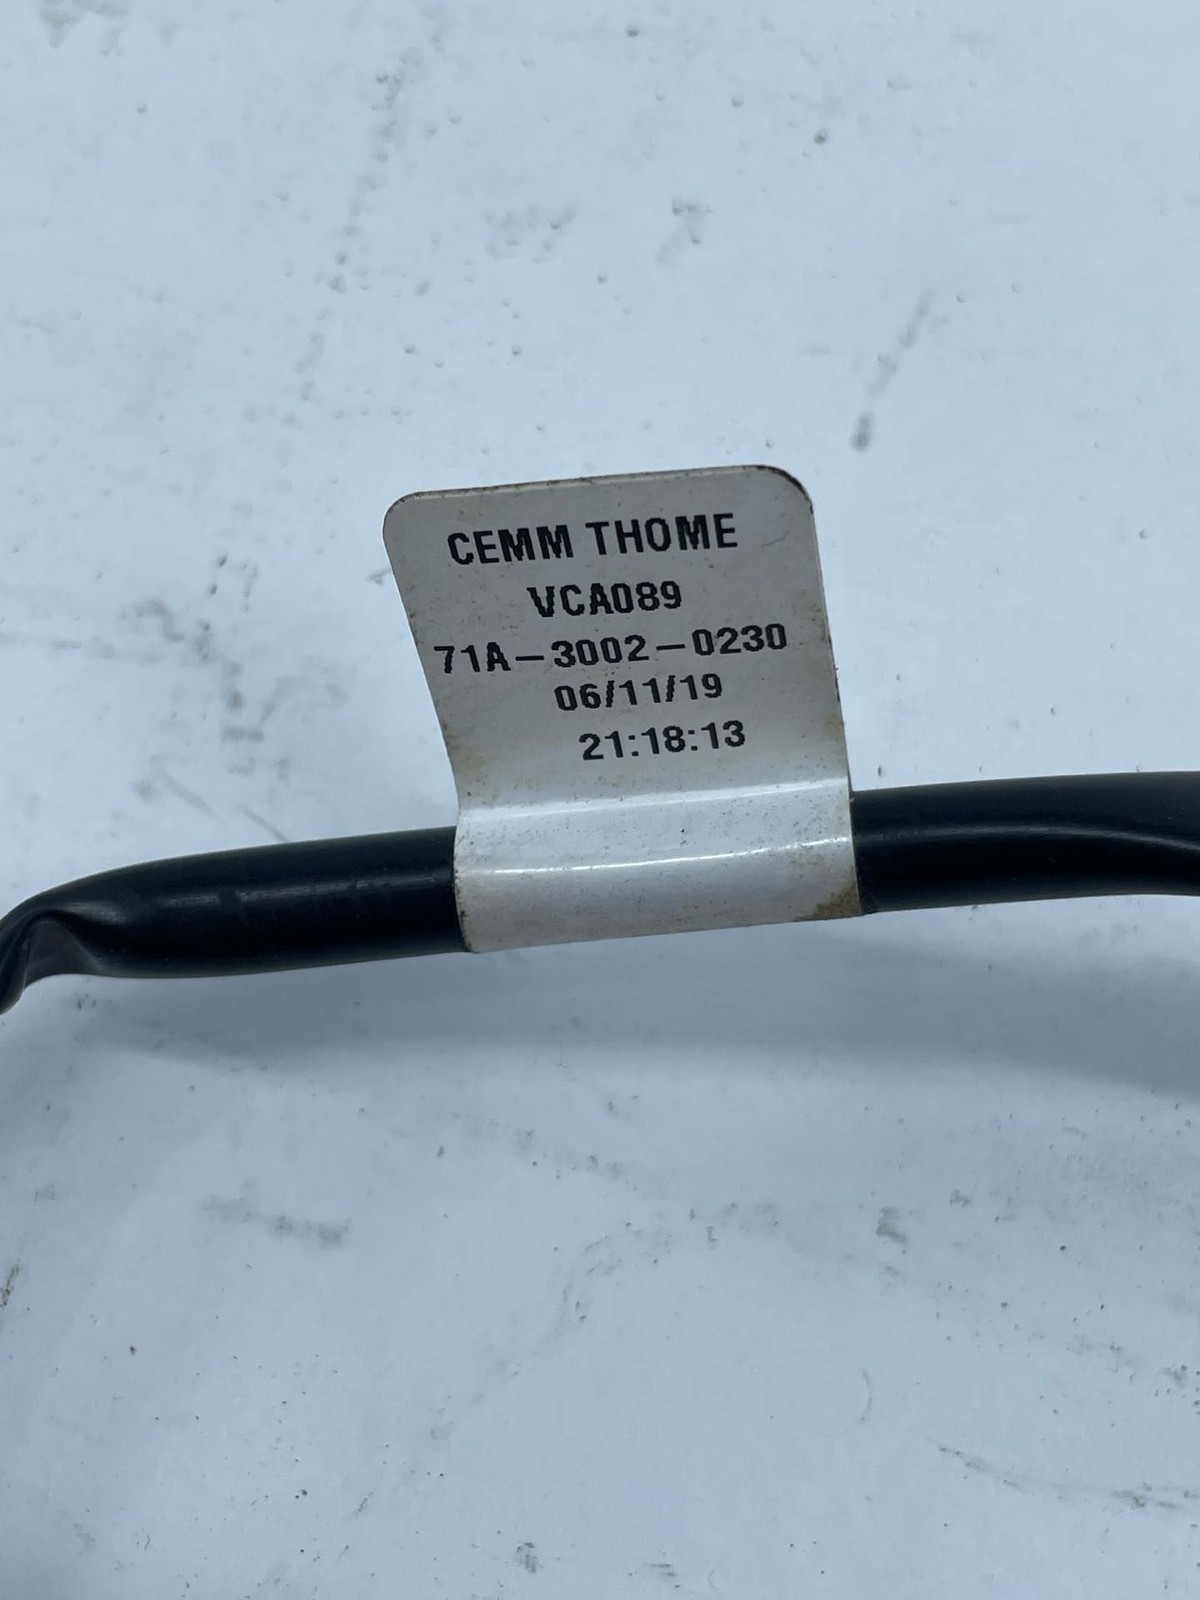 CEMM THOME
VCA089
71A-3002-0230
06/11/19
21:18:13